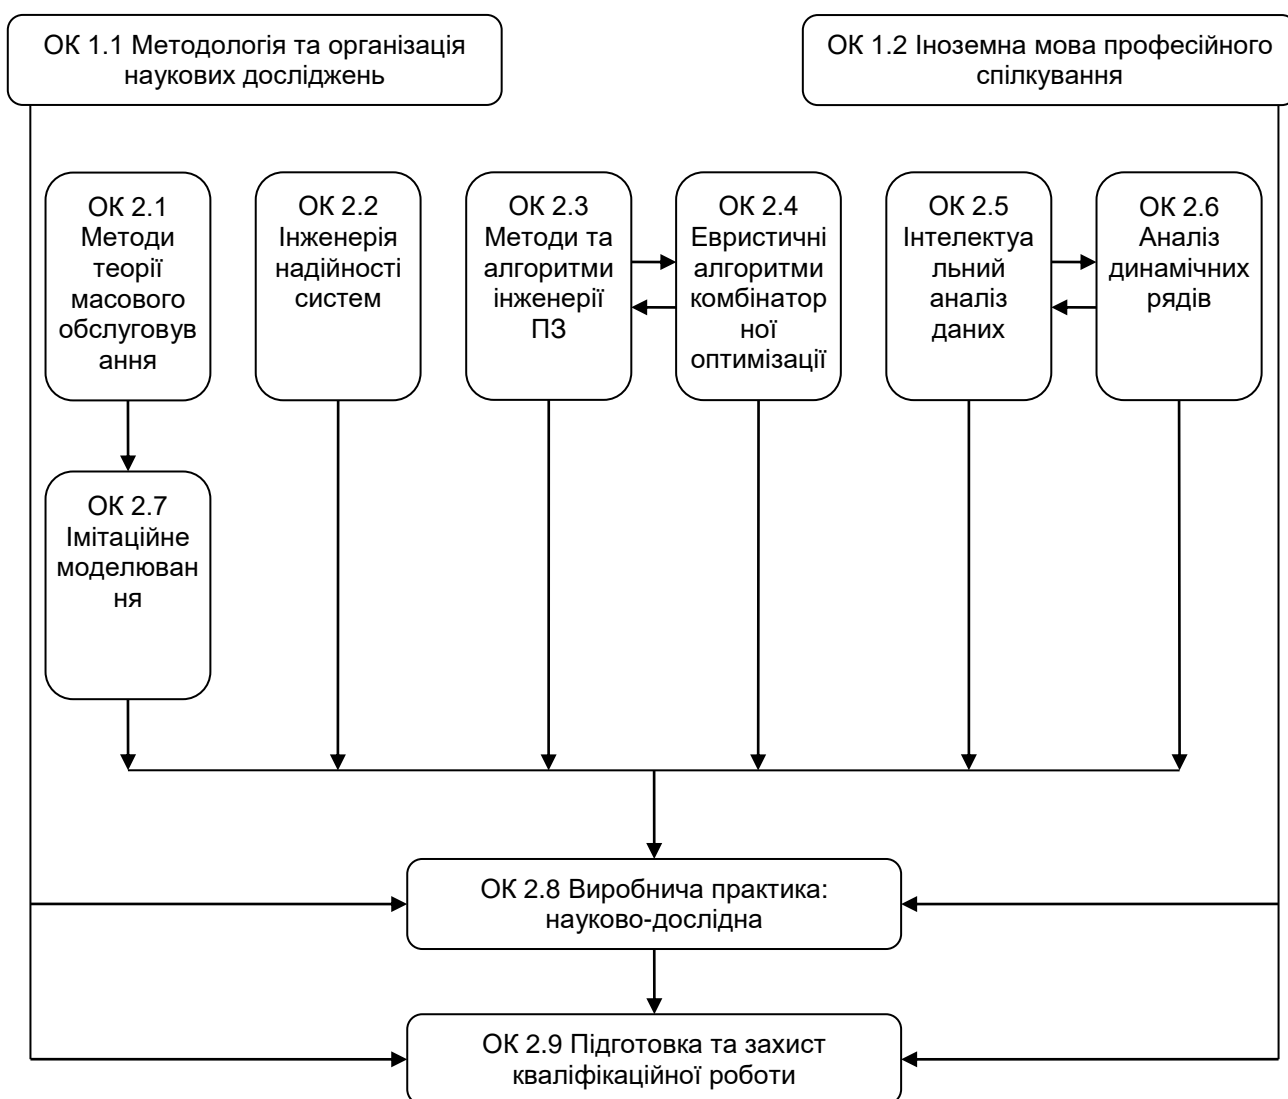 ОК 1.1 Методологія та організація
наукових досліджень
ОК 1.2 Іноземна мова професійного
спілкування
ОК 2.1
Методи
теорії
масового
обслуговув
ання
ОК 2.2
Інженерія
надійності
систем
ОК 2.3
Методи та
алгоритми
інженерії
ПЗ
ОК 2.4
Евристичні
алгоритми
комбінатор
ної
оптимізації
ОК 2.5
Інтелектуа
льний
аналіз
даних
ОК 2.6
Аналіз
динамічних
рядів
ОК 2.7
Імітаційне
моделюван
ня
ОК 2.8 Виробнича практика:
науково-дослідна
ОК 2.9 Підготовка та захист
кваліфікаційної роботи